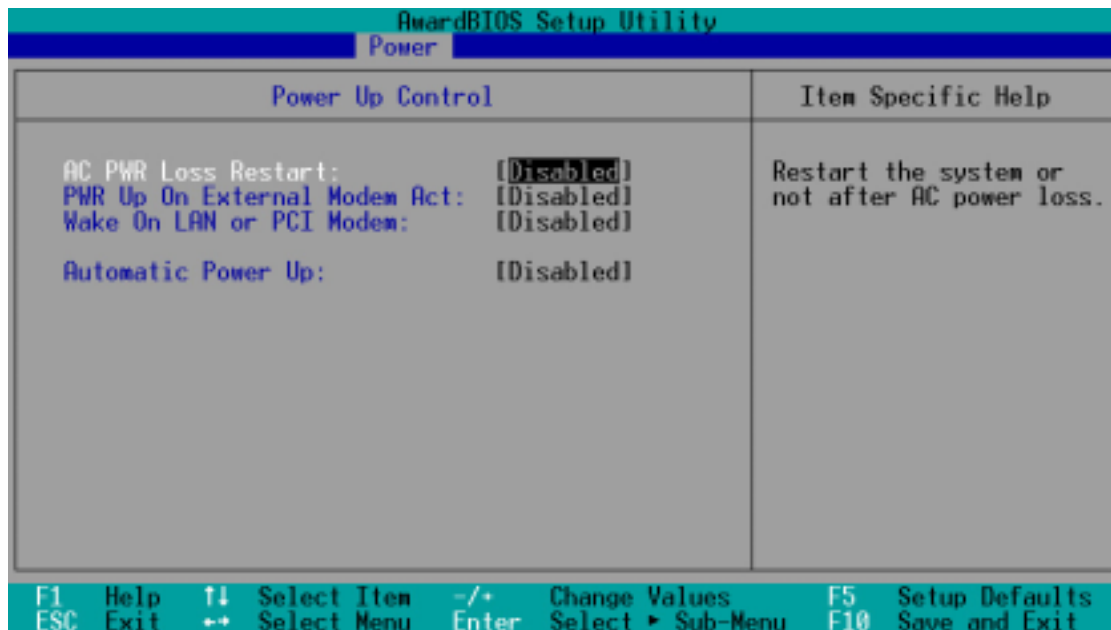 AwardBIOS Setup Utility
Power
Power Up Control
Item Specific Help
AC PWR Loss Restart: [Disabled]
PWR Up On External Modem Act: [Disabled]
Wake On LAN or PCI Modem: [Disabled]
Automatic Power Up: [Disabled]
Restart the system or
not after AC power loss.
F1 Help ↑↓ Select Item -/+ Change Values F5 Setup Defaults
ESC Exit ←→ Select Menu Enter Select ► Sub-Menu F10 Save and Exit